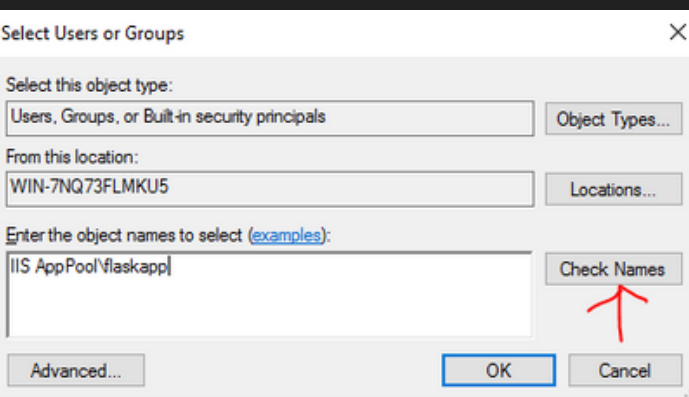 Select Users or Groups
Select this object type:
Users, Groups, or Built-in security principals
Object Types...
From this location:
WIN-7NQ73FLMKU5
Locations...
Enter the object names to select (examples):
IIS AppPool\flaskapp
Check Names
Advanced...
OK
Cancel